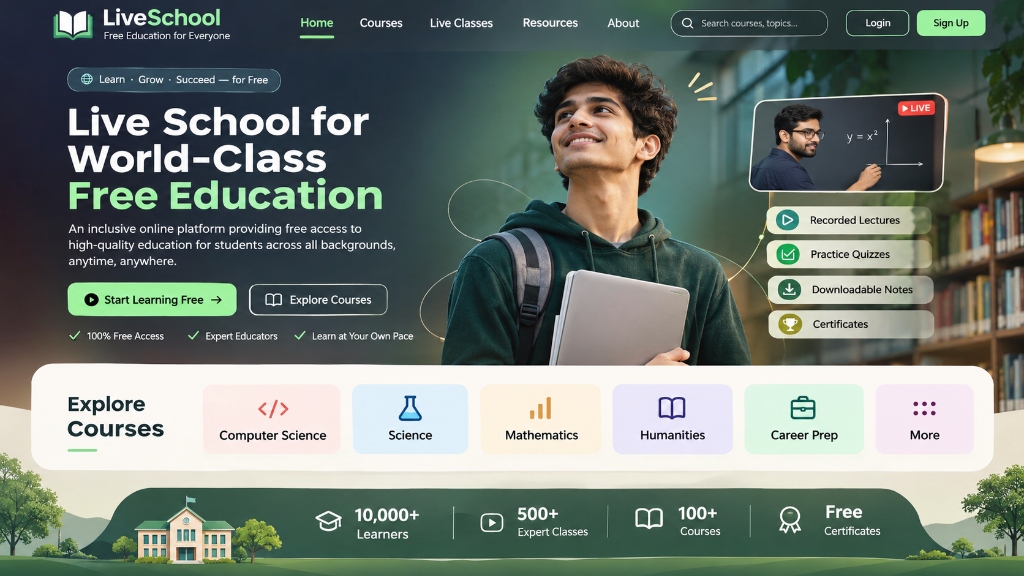 LiveSchool
Free Education for Everyone
Home
Courses
Live Classes
Resources
About
Search courses, topics...
Login
Sign Up
Learn · Grow · Succeed — for Free
Live School for
World-Class
Free Education
An inclusive online platform providing free access to
high-quality education for students across all backgrounds,
anytime, anywhere.
Start Learning Free →
Explore Courses
100% Free Access
Expert Educators
Learn at Your Own Pace
LIVE
y = x²
Recorded Lectures
Practice Quizzes
Downloadable Notes
Certificates
Explore
Courses
</>
Computer Science
Science
Mathematics
Humanities
Career Prep
More
10,000+
Learners
500+
Expert Classes
100+
Courses
Free
Certificates